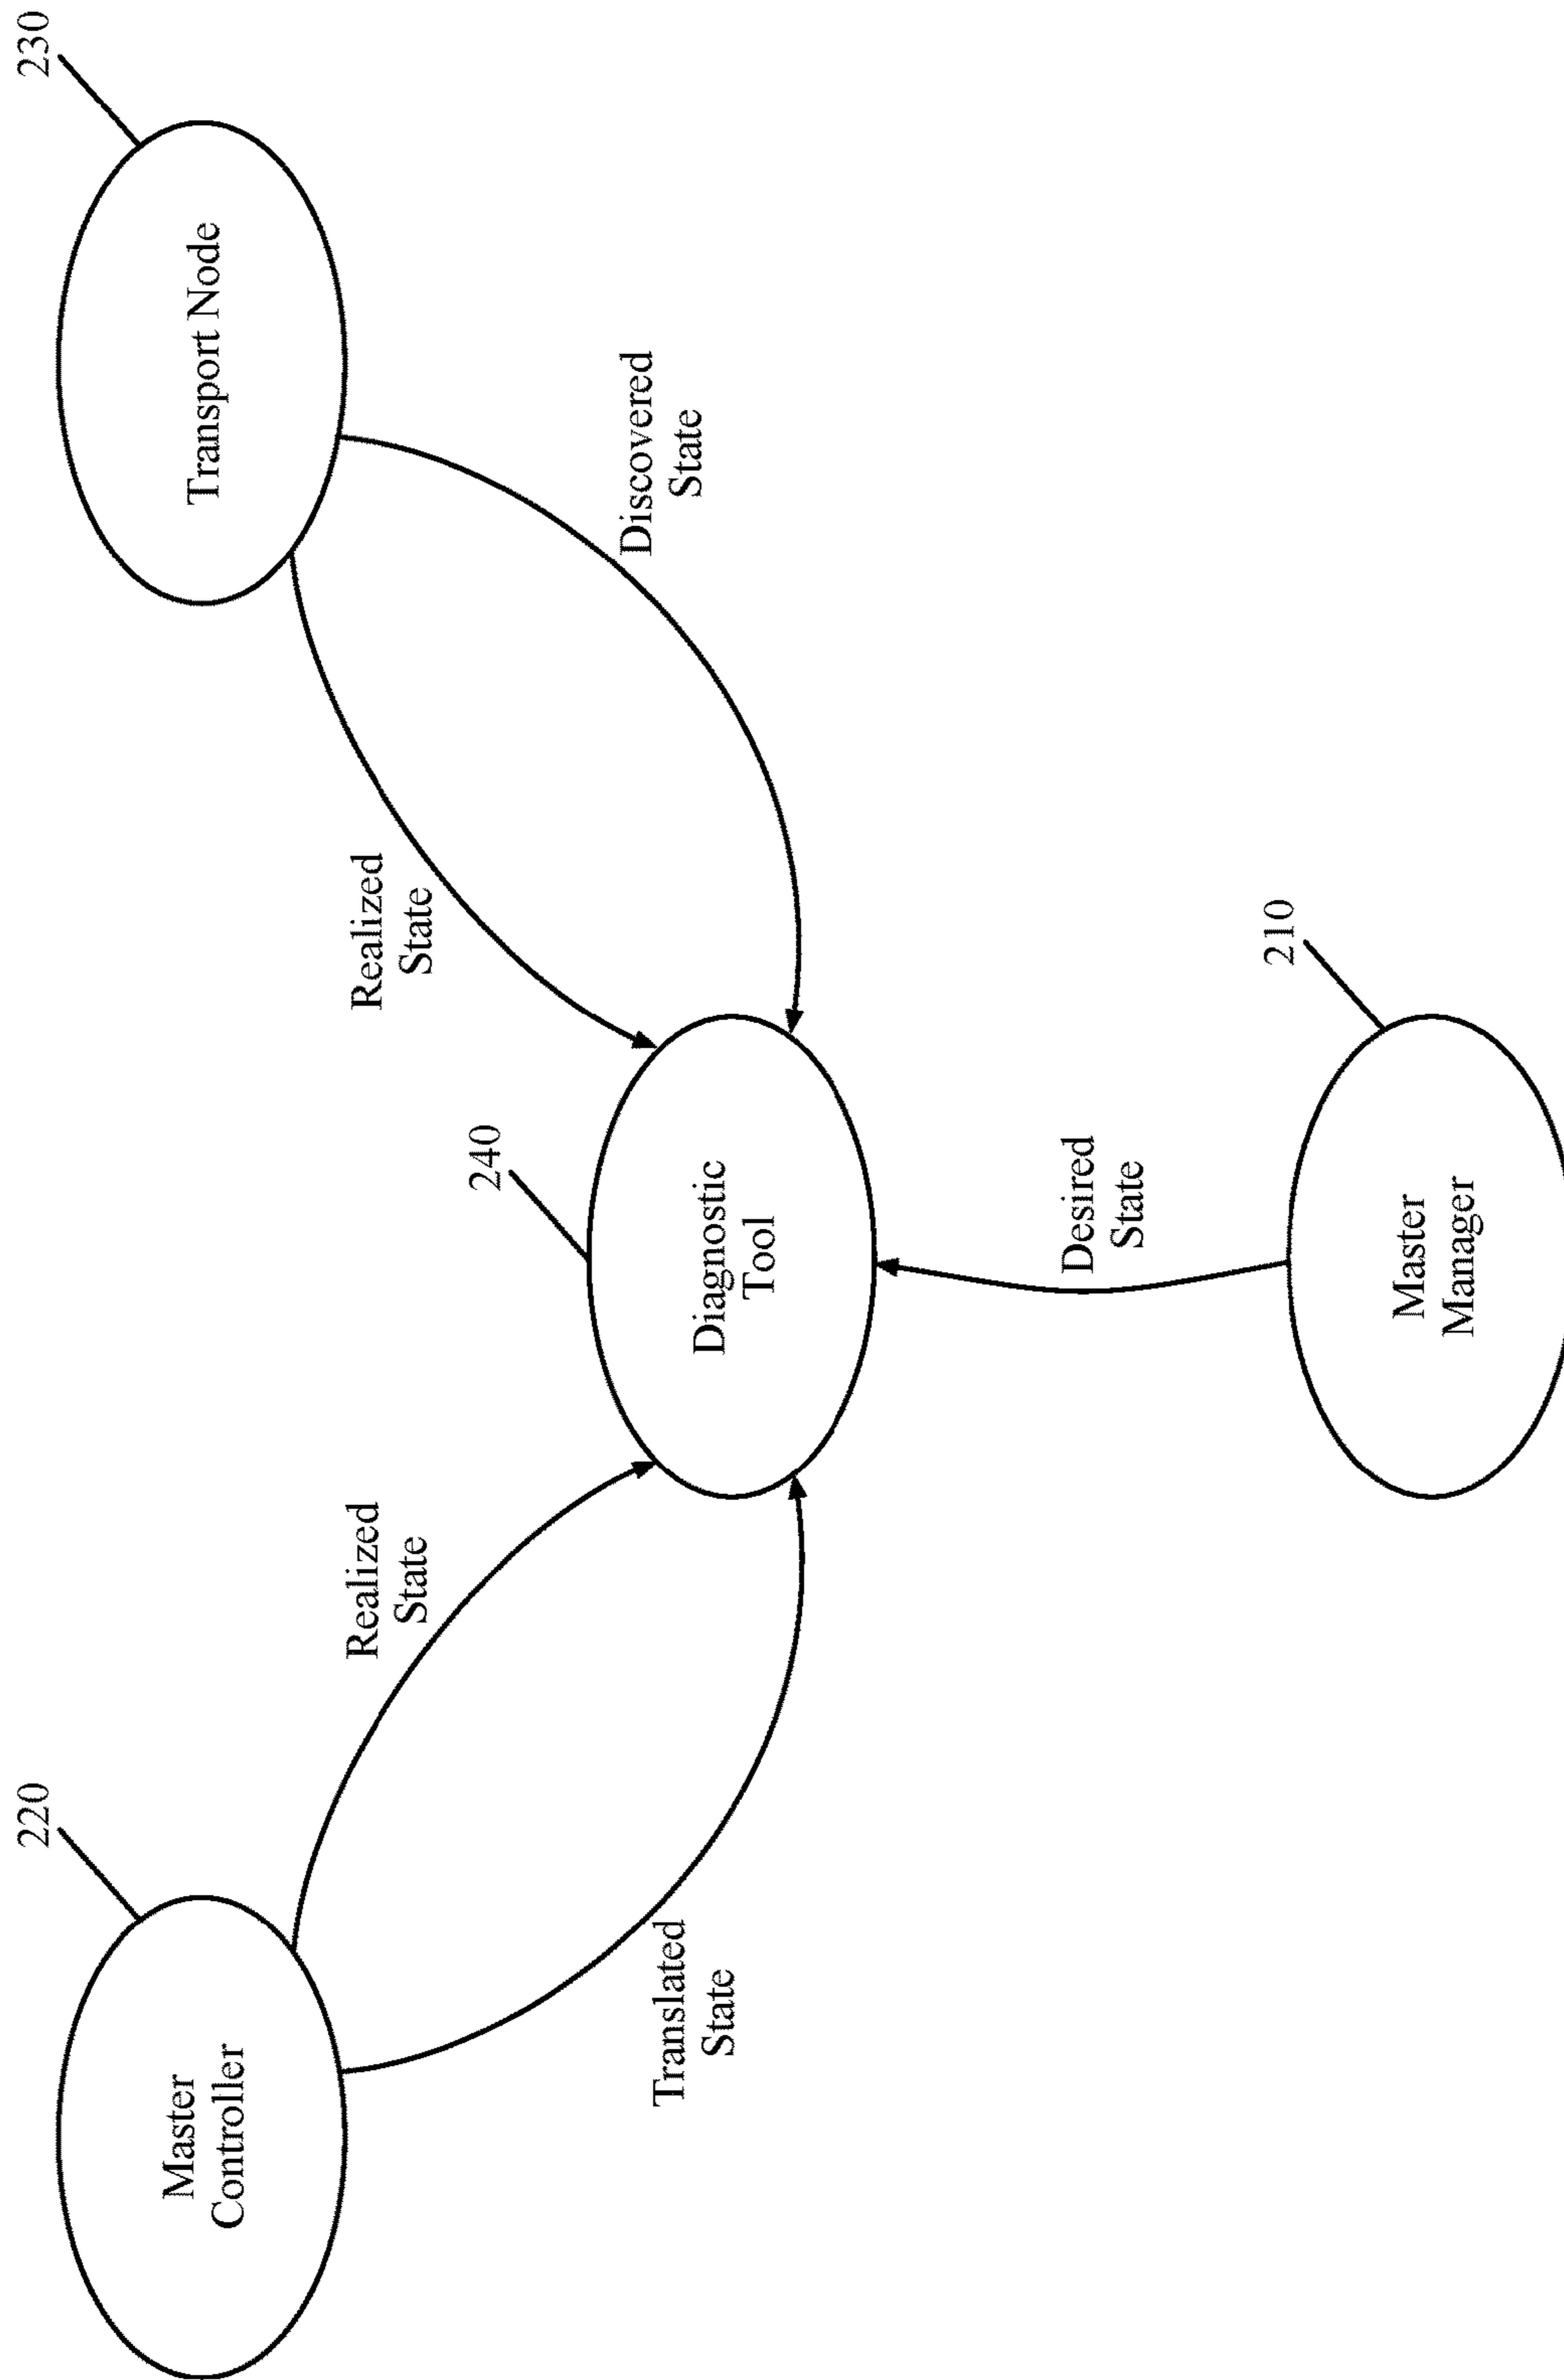 220
230
Master
Controller
Transport Node
Realized
State
Realized
State
240
Translated
State
Discovered
State
Diagnostic
Tool
Desired
State
210
Master
Manager